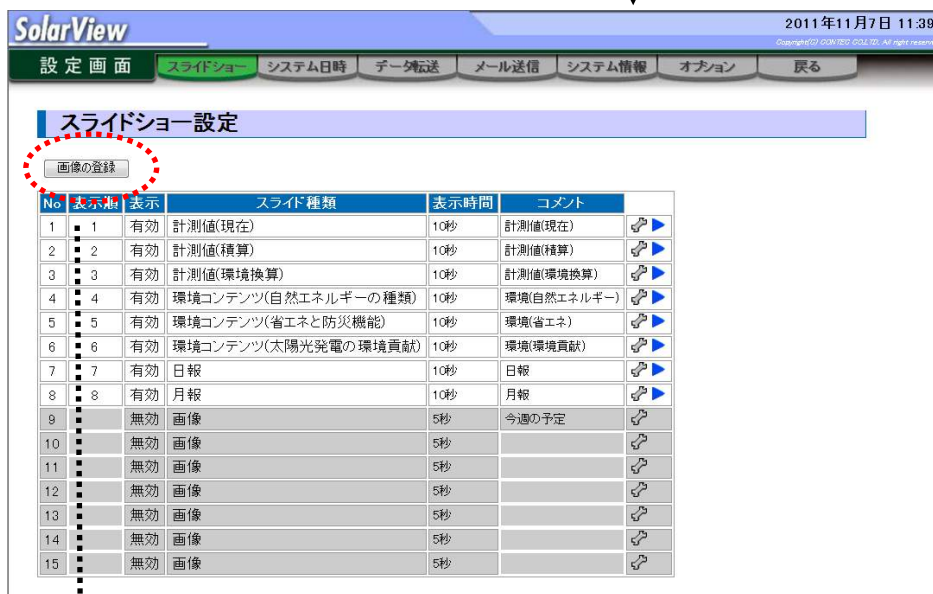 SolarView
2011年11月7日 11:39
Copyright(C) CONTEC CO.,LTD. All right reserv
設定画面 スライドショー システム日時 データ転送 メール送信 システム情報 オプション 戻る
スライドショー設定
画像の登録
No 表示順 表示 スライド種類 表示時間 コメント
1 1 有効 計測値(現在) 10秒 計測値(現在)
2 2 有効 計測値(積算) 10秒 計測値(積算)
3 3 有効 計測値(環境換算) 10秒 計測値(環境換算)
4 4 有効 環境コンテンツ(自然エネルギーの種類) 10秒 環境(自然エネルギー)
5 5 有効 環境コンテンツ(省エネと防災機能) 10秒 環境(省エネ)
6 6 有効 環境コンテンツ(太陽光発電の環境貢献) 10秒 環境(環境貢献)
7 7 有効 日報 10秒 日報
8 8 有効 月報 10秒 月報
9 無効 画像 5秒 今週の予定
10 無効 画像 5秒
11 無効 画像 5秒
12 無効 画像 5秒
13 無効 画像 5秒
14 無効 画像 5秒
15 無効 画像 5秒